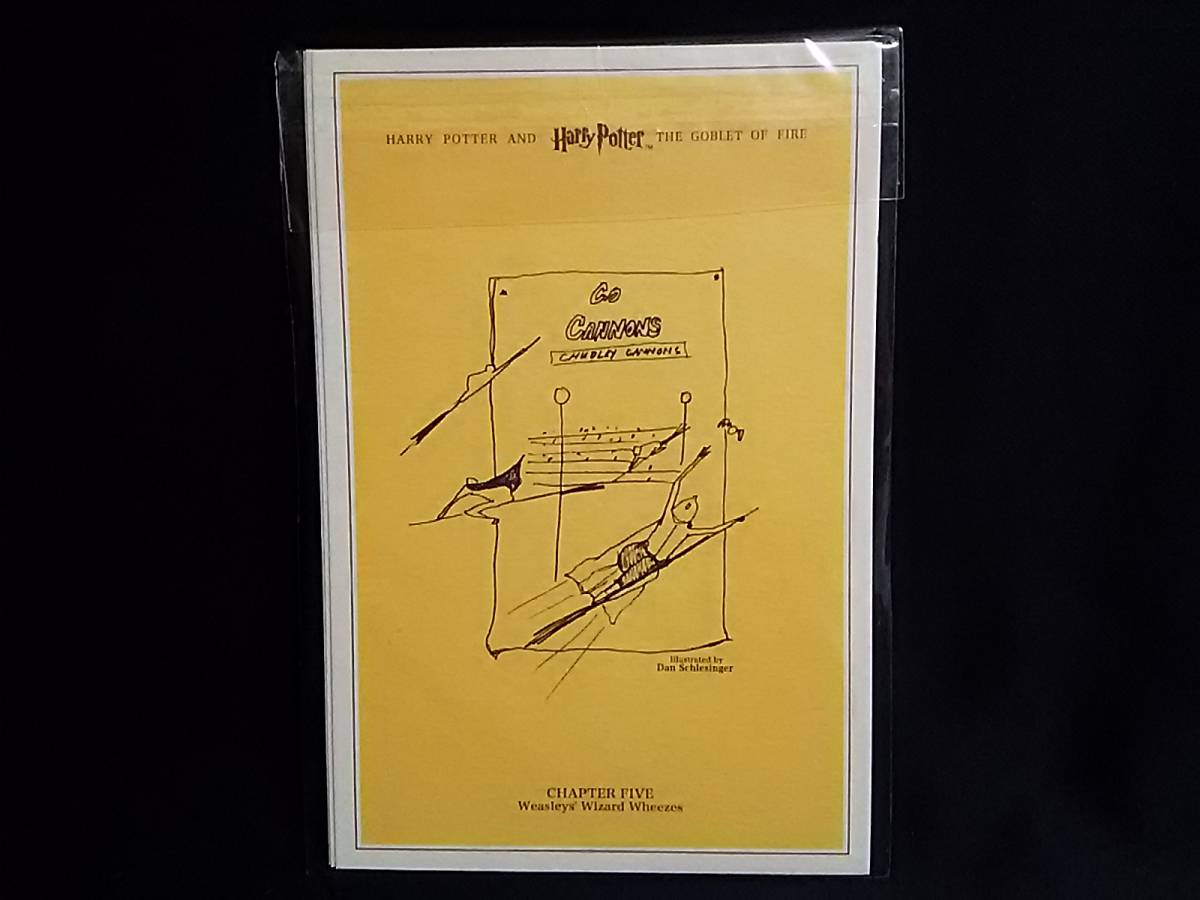 HARRY POTTER AND Harry Potter™ THE GOBLET OF FIRE
GO
CANNONS
CHUDLEY CANNONS
Illustrated by
Dan Schlesinger
CHAPTER FIVE
Weasleys' Wizard Wheezes